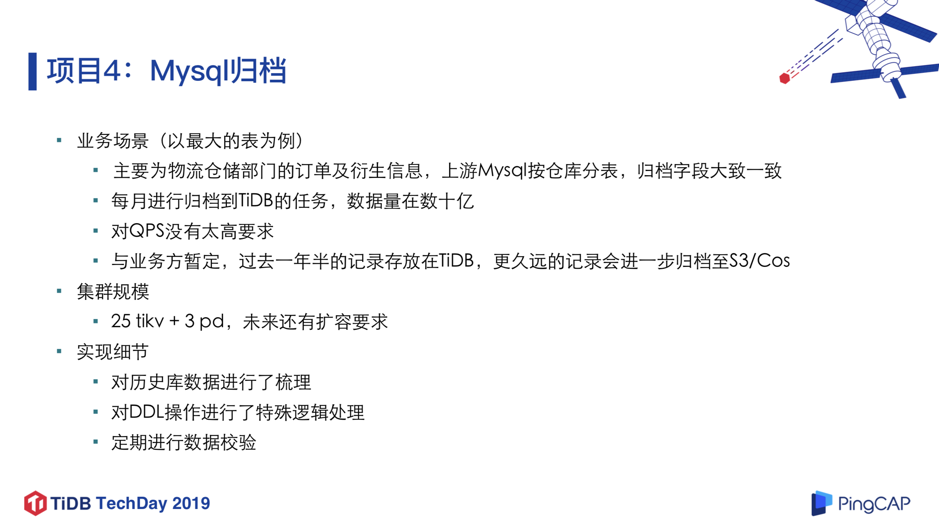 项目4：Mysql归档
▪ 业务场景（以最大的表为例）
▪ 主要为物流仓储部门的订单及衍生信息，上游Mysql按仓库分表，归档字段大致一致
▪ 每月进行归档到TiDB的任务，数据量在数十亿
▪ 对QPS没有太高要求
▪ 与业务方暂定，过去一年半的记录存放在TiDB，更久远的记录会进一步归档至S3/Cos
▪ 集群规模
▪ 25 tikv + 3 pd，未来还有扩容要求
▪ 实现细节
▪ 对历史库数据进行了梳理
▪ 对DDL操作进行了特殊逻辑处理
▪ 定期进行数据校验
TiDB TechDay 2019
PingCAP